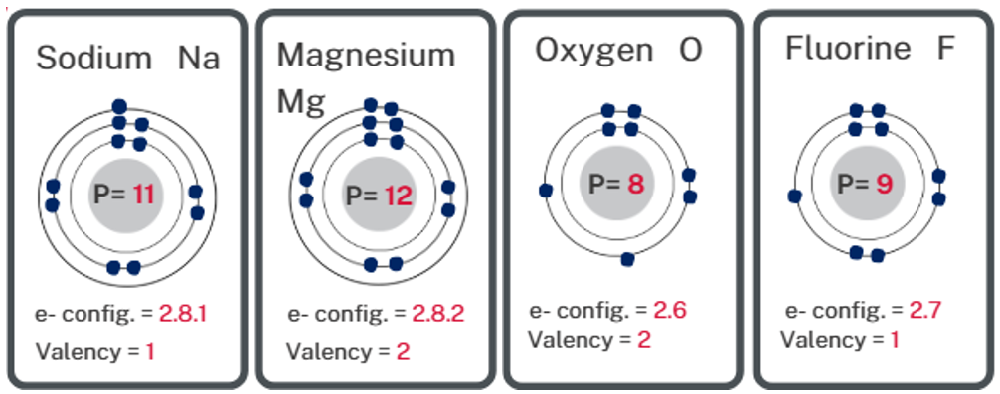 Sodium Na
P= 11
e- config. = 2.8.1
Valency = 1
Magnesium
Mg
P= 12
e- config. = 2.8.2
Valency = 2
Oxygen O
P= 8
e- config. = 2.6
Valency = 2
Fluorine F
P= 9
e- config. = 2.7
Valency = 1